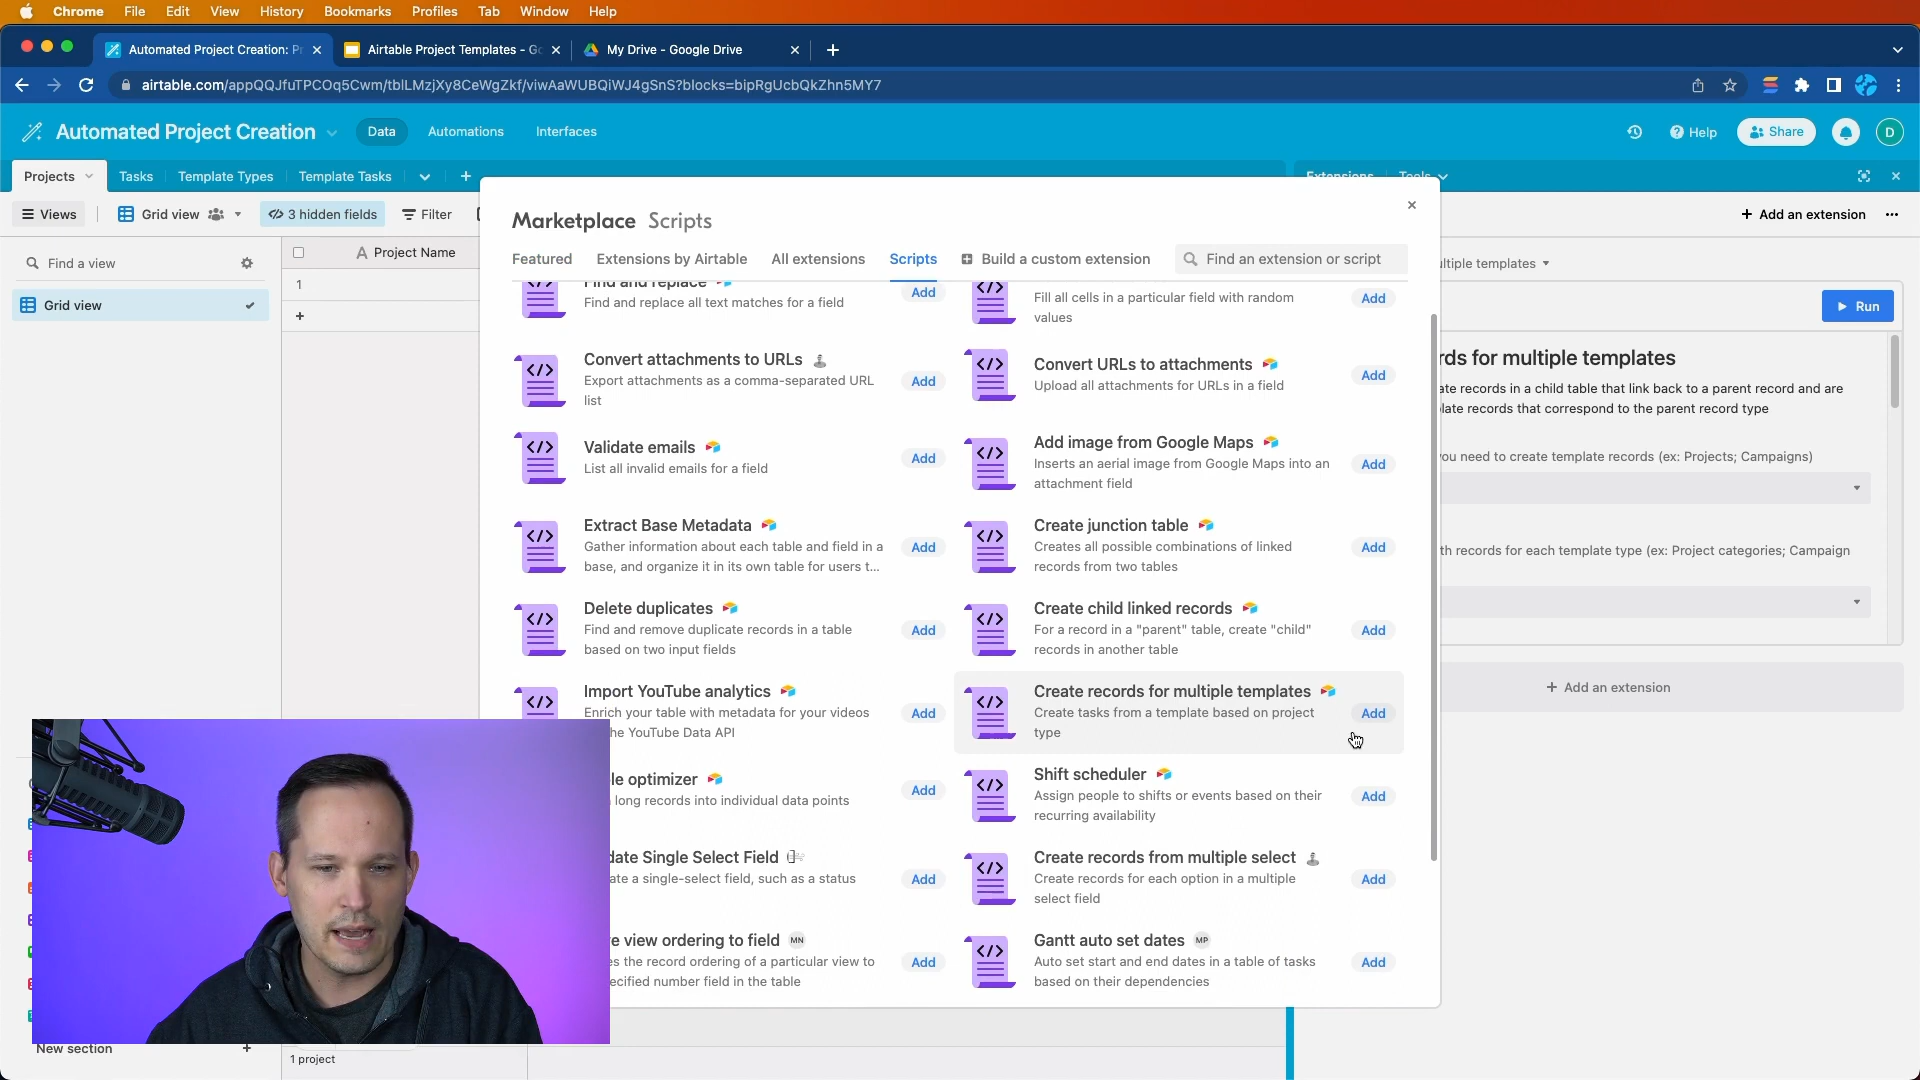 Chrome File Edit View History Bookmarks Profiles Tab Window Help
Automated Project Creation: P
Airtable Project Templates - Go
My Drive - Google Drive
airtable.com/appQQJfuTPCOq5Cwm/tblLMzjXy8CeWgZkf/viwAaWUBQiWJ4gSnS?blocks=bipRgUcbQkZhn5MY7
Automated Project Creation
Data
Automations
Interfaces
Help
Share
D
Projects
Tasks
Template Types
Template Tasks
Extensions
Tools
Views
Grid view
3 hidden fields
Filter
Add an extension
Find a view
Grid view
Project Name
1
Marketplace Scripts
Featured
Extensions by Airtable
All extensions
Scripts
Build a custom extension
Find an extension or script
Find and replace
Find and replace all text matches for a field
Add
Fill all cells in a particular field with random
values
Add
Convert attachments to URLs
Export attachments as a comma-separated URL
list
Add
Convert URLs to attachments
Upload all attachments for URLs in a field
Add
Validate emails
List all invalid emails for a field
Add
Add image from Google Maps
Inserts an aerial image from Google Maps into an
attachment field
Add
Extract Base Metadata
Gather information about each table and field in a
base, and organize it in its own table for users t...
Add
Create junction table
Creates all possible combinations of linked
records from two tables
Add
Delete duplicates
Find and remove duplicate records in a table
based on two input fields
Add
Create child linked records
For a record in a "parent" table, create "child"
records in another table
Add
Import YouTube analytics
Enrich your table with metadata for your videos
he YouTube Data API
Add
Create records for multiple templates
Create tasks from a template based on project
type
Add
le optimizer
long records into individual data points
Add
Shift scheduler
Assign people to shifts or events based on their
recurring availability
Add
date Single Select Field
ate a single-select field, such as a status
Add
Create records from multiple select
Create records for each option in a multiple
select field
Add
e view ordering to field MN
es the record ordering of a particular view to
ecified number field in the table
Add
Gantt auto set dates MP
Auto set start and end dates in a table of tasks
based on their dependencies
Add
ultiple templates
Run
rds for multiple templates
ate records in a child table that link back to a parent record and are
late records that correspond to the parent record type
you need to create template records (ex: Projects; Campaigns)
th records for each template type (ex: Project categories; Campaign
Add an extension
New section
1 project